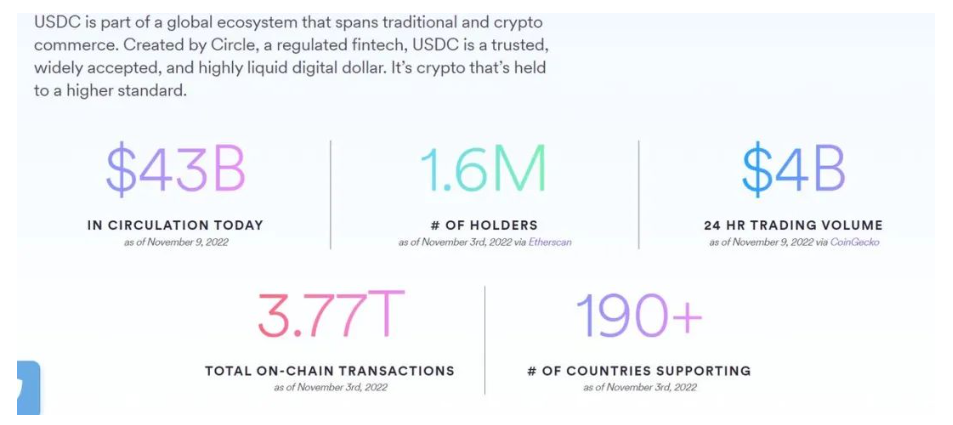 USDC is part of a global ecosystem that spans traditional and crypto
commerce. Created by Circle, a regulated fintech, USDC is a trusted,
widely accepted, and highly liquid digital dollar. It’s crypto that’s held
to a higher standard.
$43B
IN CIRCULATION TODAY
as of November 9, 2022
1.6M
# OF HOLDERS
as of November 3rd, 2022 via Etherscan
$4B
24 HR TRADING VOLUME
as of November 9, 2022 via CoinGecko
3.77T
TOTAL ON-CHAIN TRANSACTIONS
as of November 3rd, 2022
190+
# OF COUNTRIES SUPPORTING
as of November 3rd, 2022